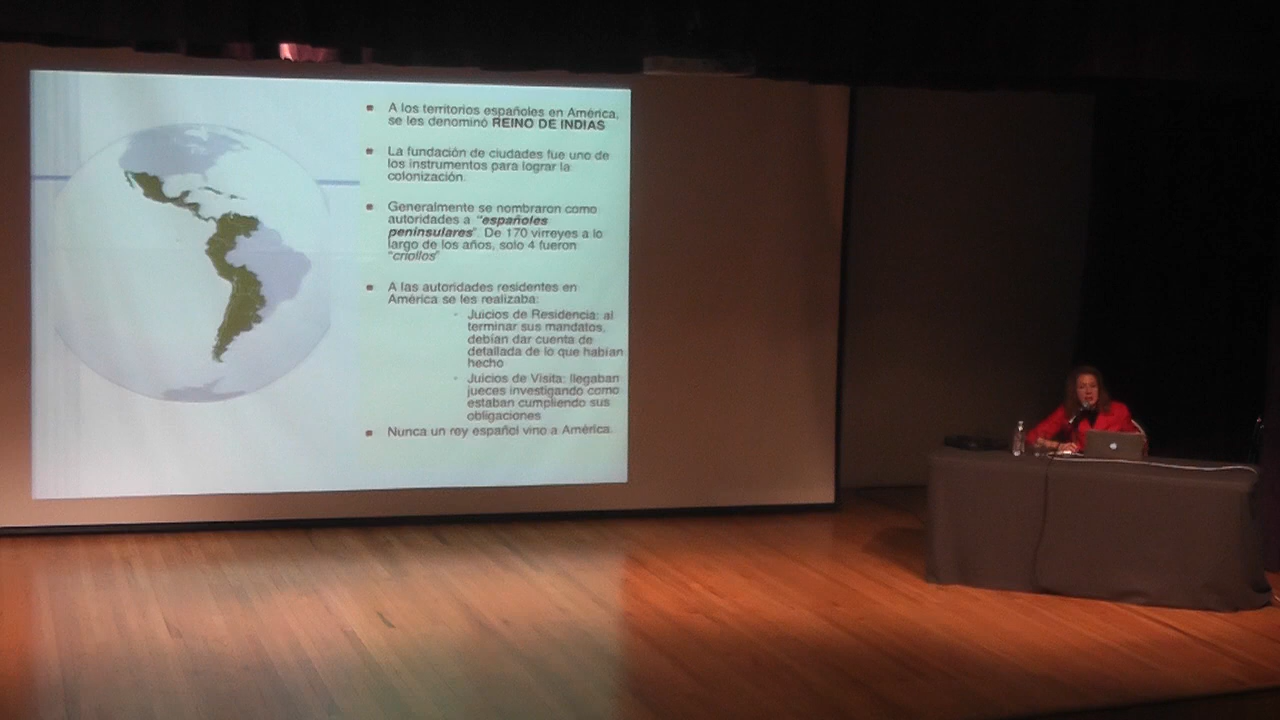 A los territorios españoles en América,
se les denominó REINO DE INDIAS
La fundación de ciudades fue uno de
los instrumentos para lograr la
colonización.
Generalmente se nombraron como
autoridades a "españoles
peninsulares". De 170 virreyes a lo
largo de los años, solo 4 fueron
"criollos"
A las autoridades residentes en
América se les realizaba:
Juicios de Residencia: al
terminar sus mandatos,
debían dar cuenta de
detallada de lo que habían
hecho
Juicios de Visita: llegaban
jueces investigando como
estaban cumpliendo sus
obligaciones
Nunca un rey español vino a América.